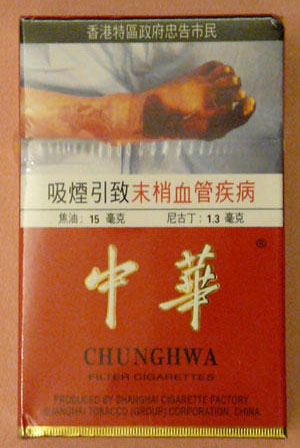 香港特區政府忠告市民
吸煙引致末梢血管疾病
焦油: 15 毫克 尼古丁: 1.3 毫克
中華®
CHUNGHWA
FILTER CIGARETTES
PRODUCED BY SHANGHAI CIGARETTE FACTORY
SHANGHAI TOBACCO (GROUP) CORPORATION, CHINA